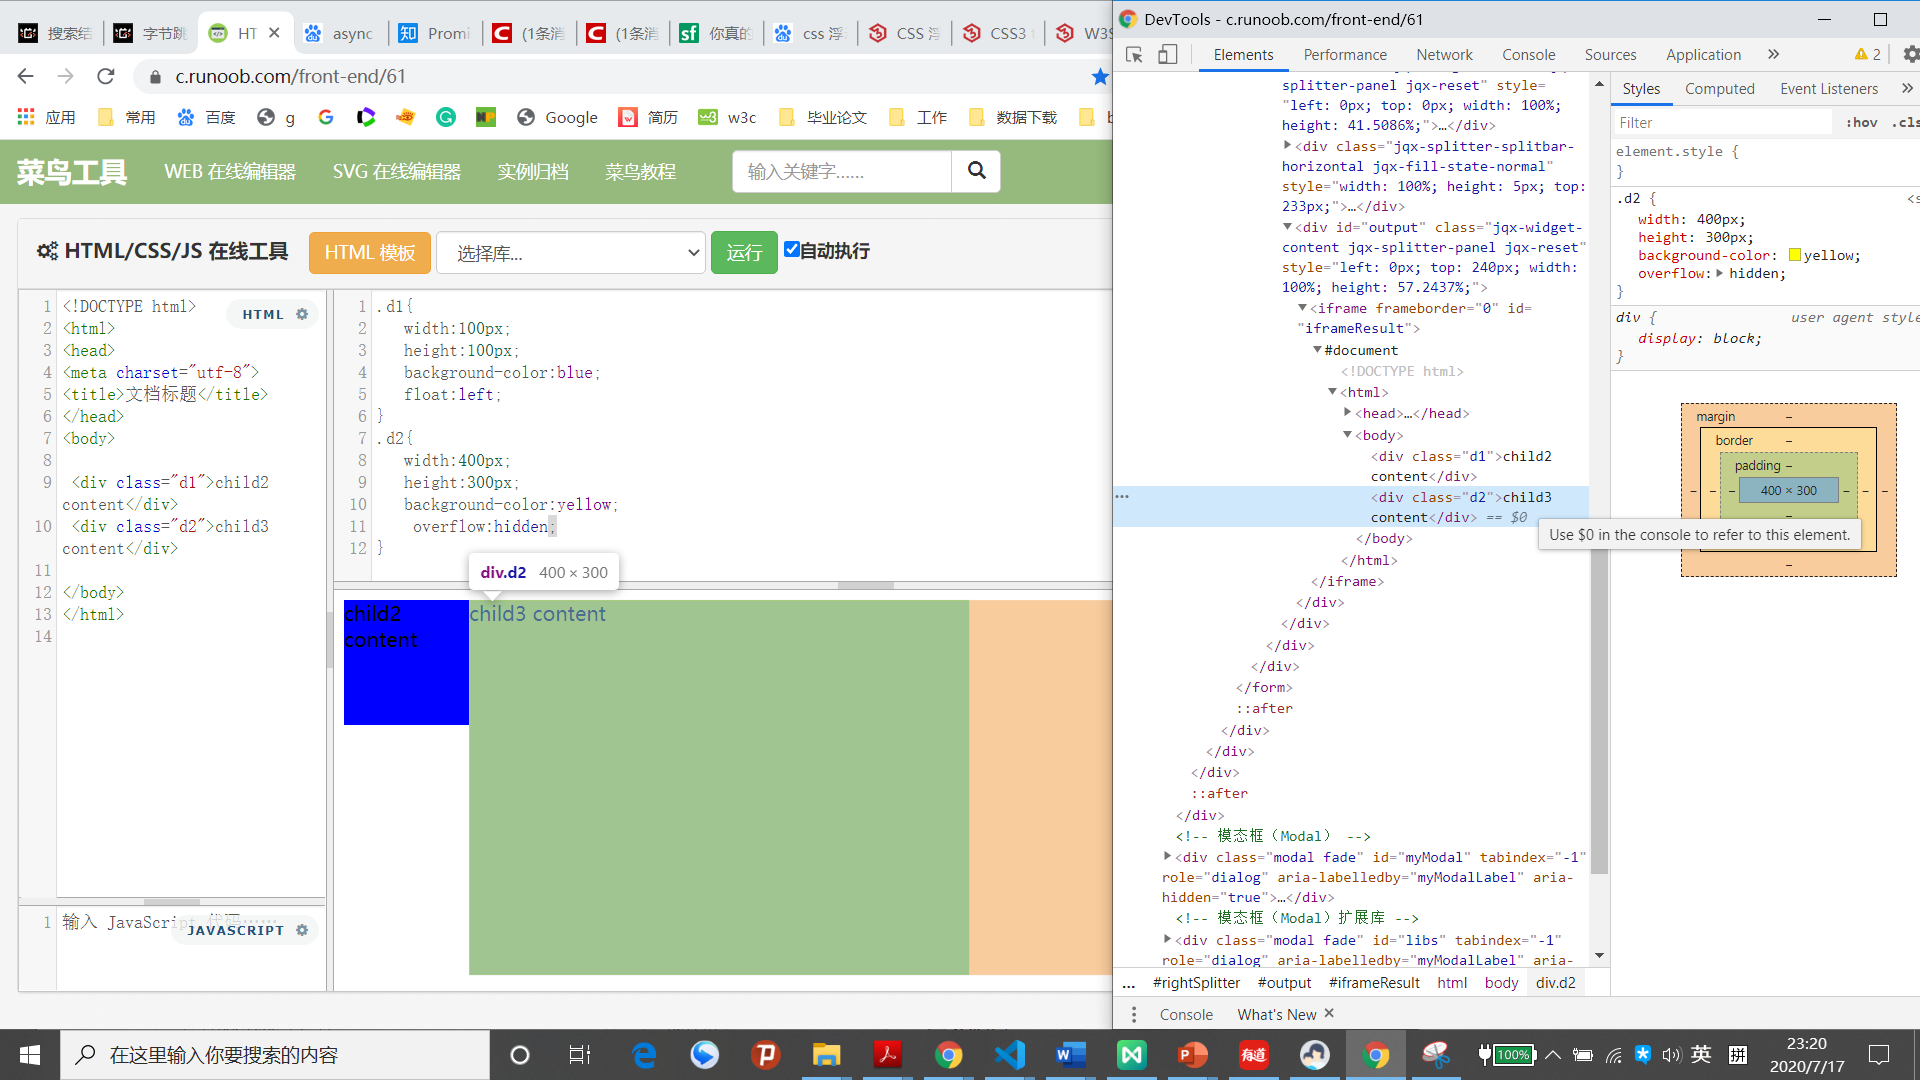 搜索结
字节跳
HT
async
Promi
(1条消
(1条消
你真的
css 浮
CSS 浮
CSS3
W3S
c.runoob.com/front-end/61
应用
常用
百度
g
Google
简历
w3c
毕业论文
工作
数据下载
菜鸟工具
WEB 在线编辑器
SVG 在线编辑器
实例归档
菜鸟教程
输入关键字......
HTML/CSS/JS 在线工具
HTML 模板
选择库...
运行
自动执行
HTML
1 <!DOCTYPE html>
2 <html>
3 <head>
4 <meta charset="utf-8">
5 <title>文档标题</title>
6 </head>
7 <body>
8
9 <div class="d1">child2
content</div>
10 <div class="d2">child3
content</div>
11
12 </body>
13 </html>
14
1 .d1{
2 width:100px;
3 height:100px;
4 background-color:blue;
5 float:left;
6 }
7 .d2{
8 width:400px;
9 height:300px;
10 background-color:yellow;
11 overflow:hidden;
12 }
div.d2 400 × 300
child2
content
child3 content
1 输入 JavaScript 代码......
JAVASCRIPT
DevTools - c.runoob.com/front-end/61
Elements
Performance
Network
Console
Sources
Application
»
2
splitter-panel jqx-reset" style=
"left: 0px; top: 0px; width: 100%;
height: 41.5086%;">…</div>
<div class="jqx-splitter-splitbar-
horizontal jqx-fill-state-normal"
style="width: 100%; height: 5px; top:
233px;">…</div>
<div id="output" class="jqx-widget-
content jqx-splitter-panel jqx-reset"
style="left: 0px; top: 240px; width:
100%; height: 57.2437%;">
<iframe frameborder="0" id=
"iframeResult">
#document
<!DOCTYPE html>
<html>
<head>…</head>
<body>
<div class="d1">child2
content</div>
<div class="d2">child3
content</div> == $0
</body>
</html>
</iframe>
</div>
</div>
</div>
</div>
</form>
::after
</div>
</div>
</div>
::after
</div>
<!-- 模态框（Modal） -->
<div class="modal fade" id="myModal" tabindex="-1"
role="dialog" aria-labelledby="myModalLabel" aria-
hidden="true">…</div>
<!-- 模态框（Modal）扩展库 -->
<div class="modal fade" id="libs" tabindex="-1"
role="dialog" aria-labelledby="myModalLabel" aria-
... #rightSplitter #output #iframeResult html body div.d2
Console
What's New ×
Styles
Computed
Event Listeners
»
Filter
:hov .cls
element.style {
}
.d2 { <s
width: 400px;
height: 300px;
background-color: yellow;
overflow: hidden;
}
div { user agent style
display: block;
}
margin –
border –
padding –
– – – 400 × 300 – – –
–
Use $0 in the console to refer to this element.
–
在这里输入你要搜索的内容
有道
100%
英
拼
23:20
2020/7/17